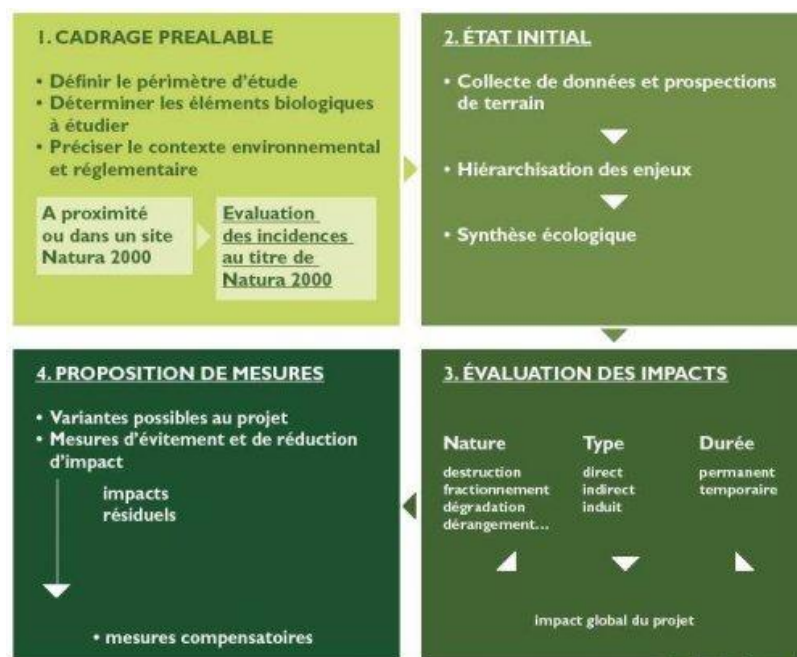 1. CADRAGE PREALABLE
• Définir le périmètre d'étude
• Déterminer les éléments biologiques
à étudier
• Préciser le contexte environnemental
et réglementaire
A proximité
ou dans un site
Natura 2000
Evaluation
des incidences
au titre de
Natura 2000
2. ÉTAT INITIAL
• Collecte de données et prospections
de terrain
• Hiérarchisation des enjeux
• Synthèse écologique
3. ÉVALUATION DES IMPACTS
Nature
destruction
fractionnement
dégradation
dérangement...
Type
direct
indirect
induit
Durée
permanent
temporaire
Impact global du projet
4. PROPOSITION DE MESURES
• Variantes possibles au projet
• Mesures d'évitement et de réduction
d'impact
impacts
résiduels
• mesures compensatoires